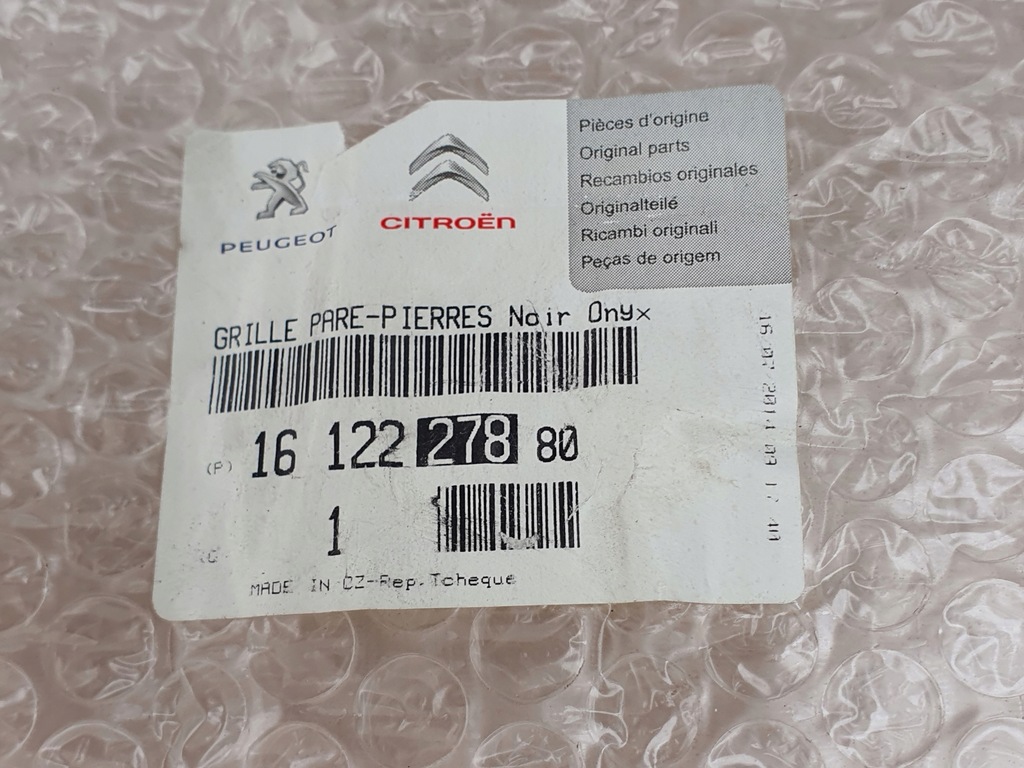 PEUGEOT
CITROËN
Pièces d'origine
Original parts
Recambios originales
Originalteilé
Ricambi originali
Peças de origem
GRILLE PARE-PIERRES Noir Onyx
(P) 16 122 278 80
1
MADE IN CZ-Rep.Tcheque